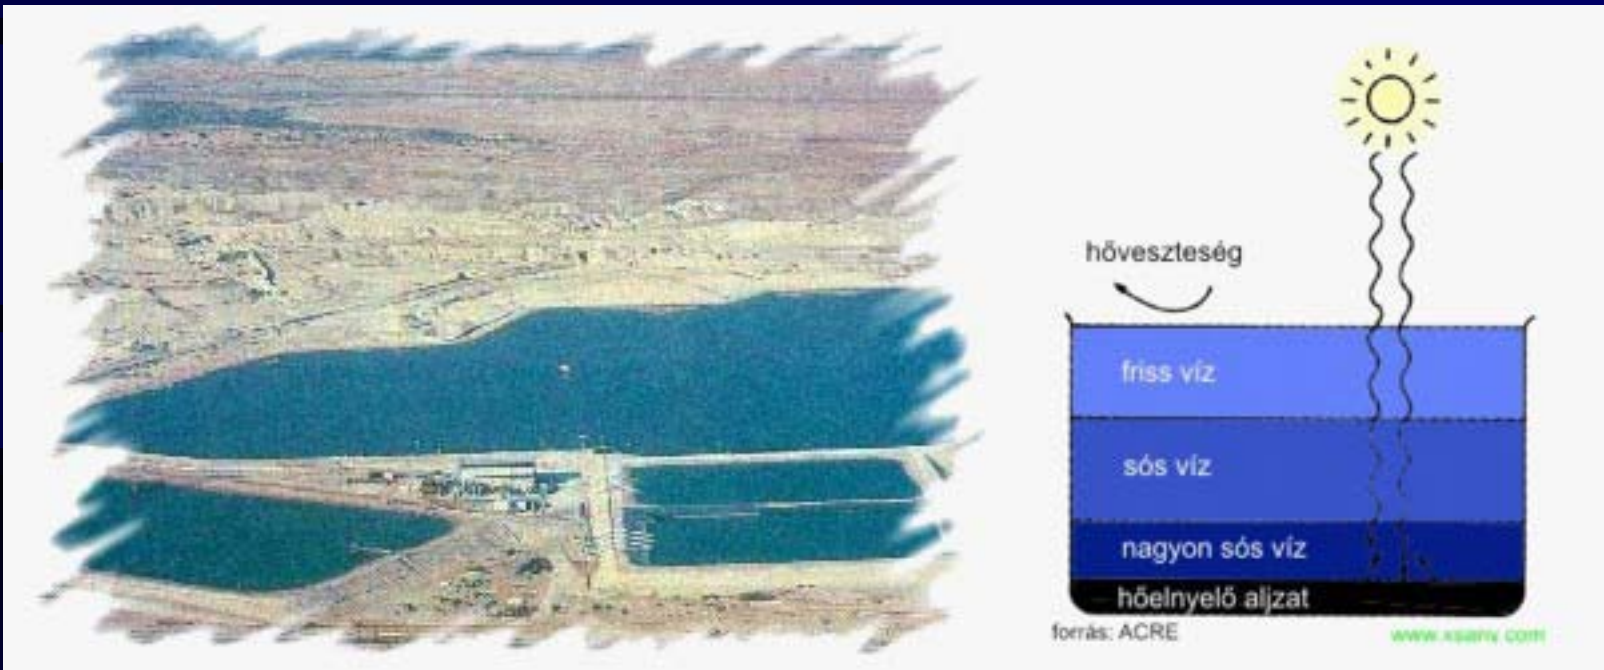 hőveszteség
friss víz
sós víz
nagyon sós víz
hőelnyelő aljzat
forrás: ACRE